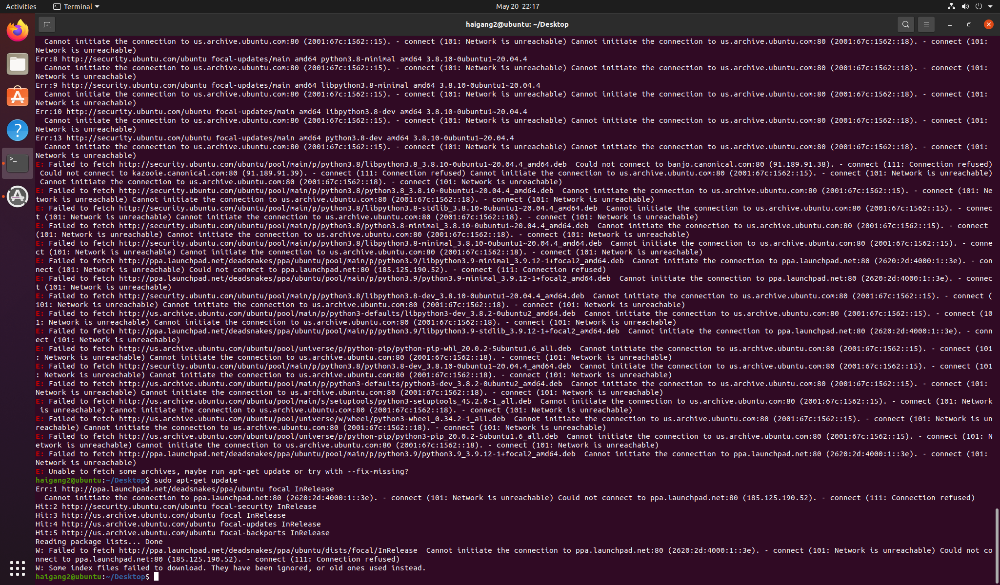 Activities
Terminal
May 20 22:17
haigang2@ubuntu: ~/Desktop
  Cannot initiate the connection to us.archive.ubuntu.com:80 (2001:67c:1562::15). - connect (101: Network is unreachable) Cannot initiate the connection to us.archive.ubuntu.com:80 (2001:67c:1562::18). - connect (101:
Network is unreachable)
Err:8 http://security.ubuntu.com/ubuntu focal-updates/main amd64 python3.8-minimal amd64 3.8.10-0ubuntu1~20.04.4
  Cannot initiate the connection to us.archive.ubuntu.com:80 (2001:67c:1562::15). - connect (101: Network is unreachable) Cannot initiate the connection to us.archive.ubuntu.com:80 (2001:67c:1562::18). - connect (101:
Network is unreachable)
Err:9 http://security.ubuntu.com/ubuntu focal-updates/main amd64 libpython3.8-minimal amd64 3.8.10-0ubuntu1~20.04.4
  Cannot initiate the connection to us.archive.ubuntu.com:80 (2001:67c:1562::15). - connect (101: Network is unreachable) Cannot initiate the connection to us.archive.ubuntu.com:80 (2001:67c:1562::18). - connect (101:
Network is unreachable)
Err:10 http://security.ubuntu.com/ubuntu focal-updates/main amd64 libpython3.8-dev amd64 3.8.10-0ubuntu1~20.04.4
  Cannot initiate the connection to us.archive.ubuntu.com:80 (2001:67c:1562::15). - connect (101: Network is unreachable) Cannot initiate the connection to us.archive.ubuntu.com:80 (2001:67c:1562::18). - connect (101:
Network is unreachable)
Err:13 http://security.ubuntu.com/ubuntu focal-updates/main amd64 python3.8-dev amd64 3.8.10-0ubuntu1~20.04.4
  Cannot initiate the connection to us.archive.ubuntu.com:80 (2001:67c:1562::15). - connect (101: Network is unreachable) Cannot initiate the connection to us.archive.ubuntu.com:80 (2001:67c:1562::18). - connect (101:
Network is unreachable)
E: Failed to fetch http://security.ubuntu.com/ubuntu/pool/main/p/python3.8/libpython3.8_3.8.10-0ubuntu1~20.04.4_amd64.deb  Could not connect to banjo.canonical.com:80 (91.189.91.38). - connect (111: Connection refused)
 Could not connect to kazooie.canonical.com:80 (91.189.91.39). - connect (111: Connection refused) Cannot initiate the connection to us.archive.ubuntu.com:80 (2001:67c:1562::15). - connect (101: Network is unreachable)
 Cannot initiate the connection to us.archive.ubuntu.com:80 (2001:67c:1562::18). - connect (101: Network is unreachable)
E: Failed to fetch http://security.ubuntu.com/ubuntu/pool/main/p/python3.8/python3.8_3.8.10-0ubuntu1~20.04.4_amd64.deb  Cannot initiate the connection to us.archive.ubuntu.com:80 (2001:67c:1562::15). - connect (101: Ne
twork is unreachable) Cannot initiate the connection to us.archive.ubuntu.com:80 (2001:67c:1562::18). - connect (101: Network is unreachable)
E: Failed to fetch http://security.ubuntu.com/ubuntu/pool/main/p/python3.8/libpython3.8-stdlib_3.8.10-0ubuntu1~20.04.4_amd64.deb  Cannot initiate the connection to us.archive.ubuntu.com:80 (2001:67c:1562::15). - connec
t (101: Network is unreachable) Cannot initiate the connection to us.archive.ubuntu.com:80 (2001:67c:1562::18). - connect (101: Network is unreachable)
E: Failed to fetch http://security.ubuntu.com/ubuntu/pool/main/p/python3.8/python3.8-minimal_3.8.10-0ubuntu1~20.04.4_amd64.deb  Cannot initiate the connection to us.archive.ubuntu.com:80 (2001:67c:1562::15). - connect
(101: Network is unreachable) Cannot initiate the connection to us.archive.ubuntu.com:80 (2001:67c:1562::18). - connect (101: Network is unreachable)
E: Failed to fetch http://security.ubuntu.com/ubuntu/pool/main/p/python3.8/libpython3.8-minimal_3.8.10-0ubuntu1~20.04.4_amd64.deb  Cannot initiate the connection to us.archive.ubuntu.com:80 (2001:67c:1562::15). - conne
ct (101: Network is unreachable) Cannot initiate the connection to us.archive.ubuntu.com:80 (2001:67c:1562::18). - connect (101: Network is unreachable)
E: Failed to fetch http://ppa.launchpad.net/deadsnakes/ppa/ubuntu/pool/main/p/python3.9/libpython3.9-minimal_3.9.12-1+focal2_amd64.deb  Cannot initiate the connection to ppa.launchpad.net:80 (2620:2d:4000:1::3e). - con
nect (101: Network is unreachable) Could not connect to ppa.launchpad.net:80 (185.125.190.52). - connect (111: Connection refused)
E: Failed to fetch http://ppa.launchpad.net/deadsnakes/ppa/ubuntu/pool/main/p/python3.9/python3.9-minimal_3.9.12-1+focal2_amd64.deb  Cannot initiate the connection to ppa.launchpad.net:80 (2620:2d:4000:1::3e). - connec
t (101: Network is unreachable)
E: Failed to fetch http://security.ubuntu.com/ubuntu/pool/main/p/python3.8/libpython3.8-dev_3.8.10-0ubuntu1~20.04.4_amd64.deb  Cannot initiate the connection to us.archive.ubuntu.com:80 (2001:67c:1562::15). - connect (
101: Network is unreachable) Cannot initiate the connection to us.archive.ubuntu.com:80 (2001:67c:1562::18). - connect (101: Network is unreachable)
E: Failed to fetch http://us.archive.ubuntu.com/ubuntu/pool/main/p/python3-defaults/libpython3-dev_3.8.2-0ubuntu2_amd64.deb  Cannot initiate the connection to us.archive.ubuntu.com:80 (2001:67c:1562::15). - connect (10
1: Network is unreachable) Cannot initiate the connection to us.archive.ubuntu.com:80 (2001:67c:1562::18). - connect (101: Network is unreachable)
E: Failed to fetch http://ppa.launchpad.net/deadsnakes/ppa/ubuntu/pool/main/p/python3.9/libpython3.9-stdlib_3.9.12-1+focal2_amd64.deb  Cannot initiate the connection to ppa.launchpad.net:80 (2620:2d:4000:1::3e). - conn
ect (101: Network is unreachable)
E: Failed to fetch http://us.archive.ubuntu.com/ubuntu/pool/universe/p/python-pip/python-pip-whl_20.0.2-5ubuntu1.6_all.deb  Cannot initiate the connection to us.archive.ubuntu.com:80 (2001:67c:1562::15). - connect (101
: Network is unreachable) Cannot initiate the connection to us.archive.ubuntu.com:80 (2001:67c:1562::18). - connect (101: Network is unreachable)
E: Failed to fetch http://security.ubuntu.com/ubuntu/pool/main/p/python3.8/python3.8-dev_3.8.10-0ubuntu1~20.04.4_amd64.deb  Cannot initiate the connection to us.archive.ubuntu.com:80 (2001:67c:1562::15). - connect (101
: Network is unreachable) Cannot initiate the connection to us.archive.ubuntu.com:80 (2001:67c:1562::18). - connect (101: Network is unreachable)
E: Failed to fetch http://us.archive.ubuntu.com/ubuntu/pool/main/p/python3-defaults/python3-dev_3.8.2-0ubuntu2_amd64.deb  Cannot initiate the connection to us.archive.ubuntu.com:80 (2001:67c:1562::15). - connect (101:
Network is unreachable) Cannot initiate the connection to us.archive.ubuntu.com:80 (2001:67c:1562::18). - connect (101: Network is unreachable)
E: Failed to fetch http://us.archive.ubuntu.com/ubuntu/pool/main/s/setuptools/python3-setuptools_45.2.0-1_all.deb  Cannot initiate the connection to us.archive.ubuntu.com:80 (2001:67c:1562::15). - connect (101: Network
 is unreachable) Cannot initiate the connection to us.archive.ubuntu.com:80 (2001:67c:1562::18). - connect (101: Network is unreachable)
E: Failed to fetch http://us.archive.ubuntu.com/ubuntu/pool/universe/w/wheel/python3-wheel_0.34.2-1_all.deb  Cannot initiate the connection to us.archive.ubuntu.com:80 (2001:67c:1562::15). - connect (101: Network is un
reachable) Cannot initiate the connection to us.archive.ubuntu.com:80 (2001:67c:1562::18). - connect (101: Network is unreachable)
E: Failed to fetch http://us.archive.ubuntu.com/ubuntu/pool/universe/p/python-pip/python3-pip_20.0.2-5ubuntu1.6_all.deb  Cannot initiate the connection to us.archive.ubuntu.com:80 (2001:67c:1562::15). - connect (101: N
etwork is unreachable) Cannot initiate the connection to us.archive.ubuntu.com:80 (2001:67c:1562::18). - connect (101: Network is unreachable)
E: Failed to fetch http://ppa.launchpad.net/deadsnakes/ppa/ubuntu/pool/main/p/python3.9/python3.9_3.9.12-1+focal2_amd64.deb  Cannot initiate the connection to ppa.launchpad.net:80 (2620:2d:4000:1::3e). - connect (101:
Network is unreachable)
E: Unable to fetch some archives, maybe run apt-get update or try with --fix-missing?
haigang2@ubuntu:~/Desktop$ sudo apt-get update
Err:1 http://ppa.launchpad.net/deadsnakes/ppa/ubuntu focal InRelease
  Cannot initiate the connection to ppa.launchpad.net:80 (2620:2d:4000:1::3e). - connect (101: Network is unreachable) Could not connect to ppa.launchpad.net:80 (185.125.190.52). - connect (111: Connection refused)
Hit:2 http://security.ubuntu.com/ubuntu focal-security InRelease
Hit:3 http://us.archive.ubuntu.com/ubuntu focal InRelease
Hit:4 http://us.archive.ubuntu.com/ubuntu focal-updates InRelease
Hit:5 http://us.archive.ubuntu.com/ubuntu focal-backports InRelease
Reading package lists... Done
W: Failed to fetch http://ppa.launchpad.net/deadsnakes/ppa/ubuntu/dists/focal/InRelease  Cannot initiate the connection to ppa.launchpad.net:80 (2620:2d:4000:1::3e). - connect (101: Network is unreachable) Could not co
nnect to ppa.launchpad.net:80 (185.125.190.52). - connect (111: Connection refused)
W: Some index files failed to download. They have been ignored, or old ones used instead.
haigang2@ubuntu:~/Desktop$